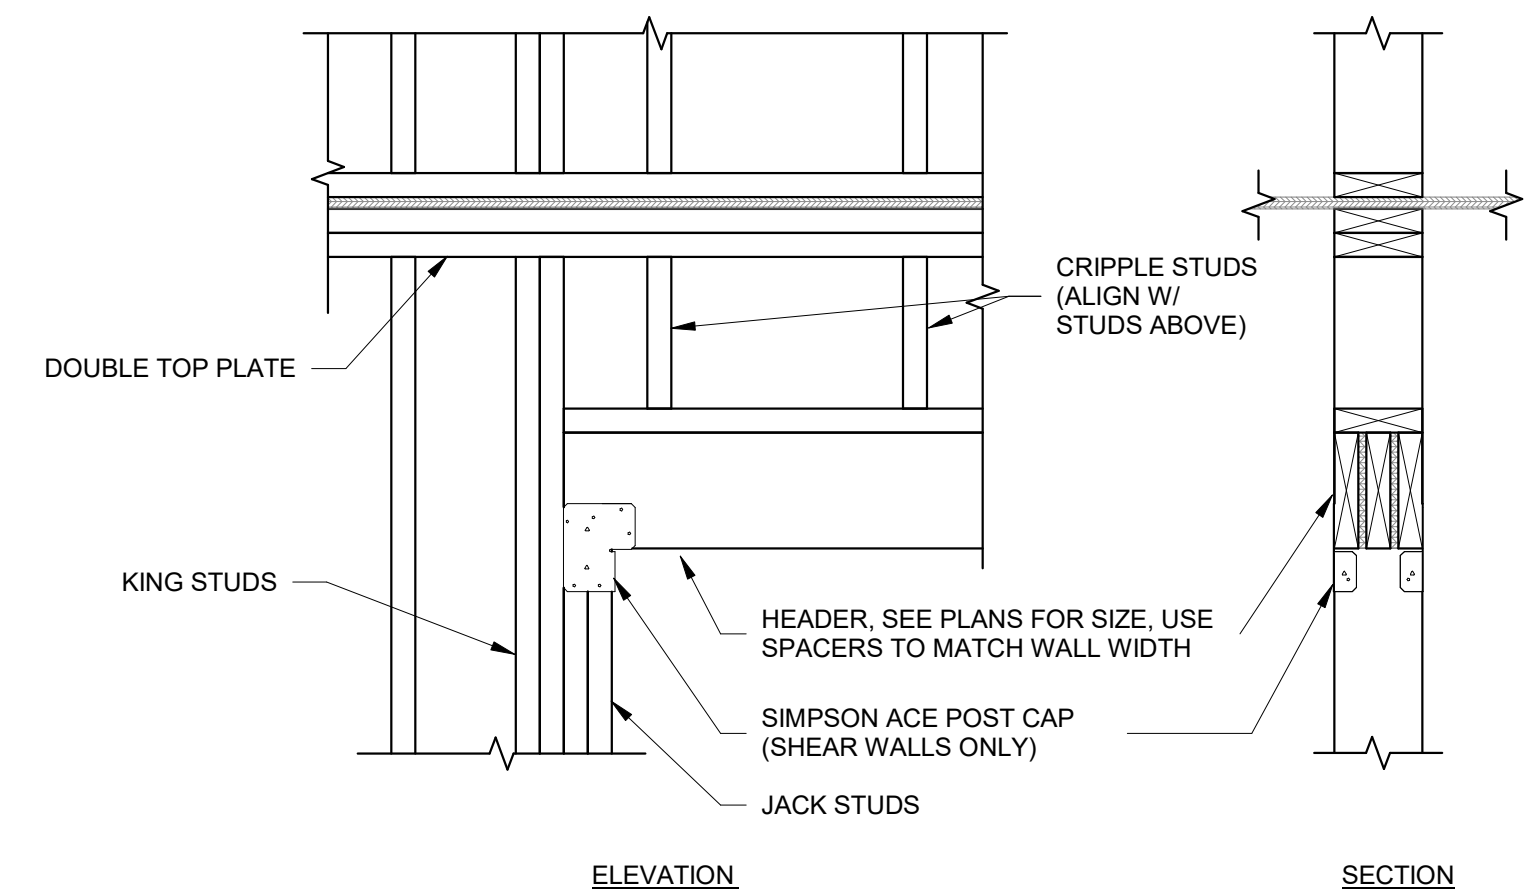 CRIPPLE STUDS
(ALIGN W/
STUDS ABOVE)
DOUBLE TOP PLATE
KING STUDS
HEADER, SEE PLANS FOR SIZE, USE
SPACERS TO MATCH WALL WIDTH
SIMPSON ACE POST CAP
(SHEAR WALLS ONLY)
JACK STUDS
ELEVATION
SECTION